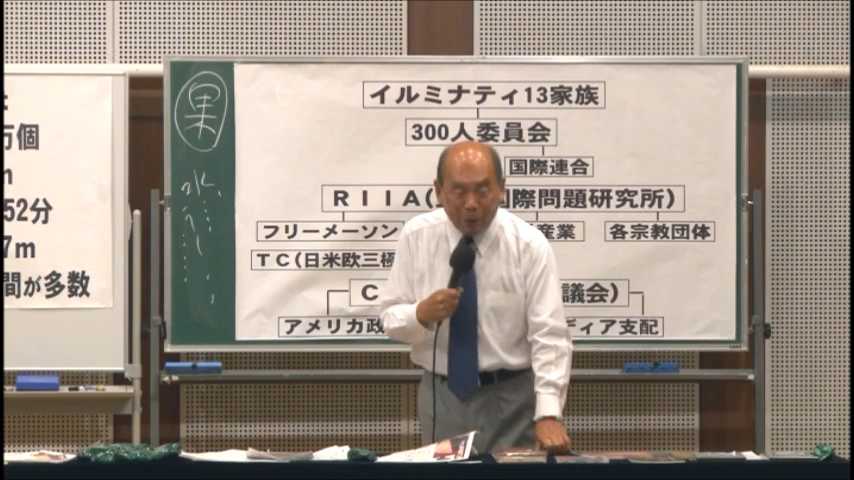 万個
m
52分
7m
間が多数
果
イルミナティ13家族
300人委員会
国際連合
RIIA(
国際問題研究所)
フリーメーソン
産業
各宗教団体
TC(日米欧三極
C
議会)
アメリカ政
ディア支配